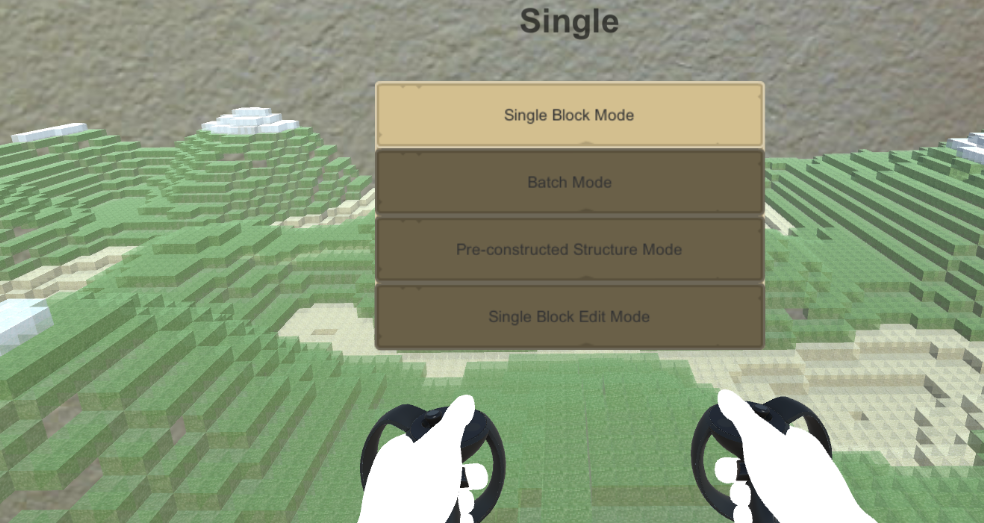 Single
Single Block Mode
Batch Mode
Pre-constructed Structure Mode
Single Block Edit Mode